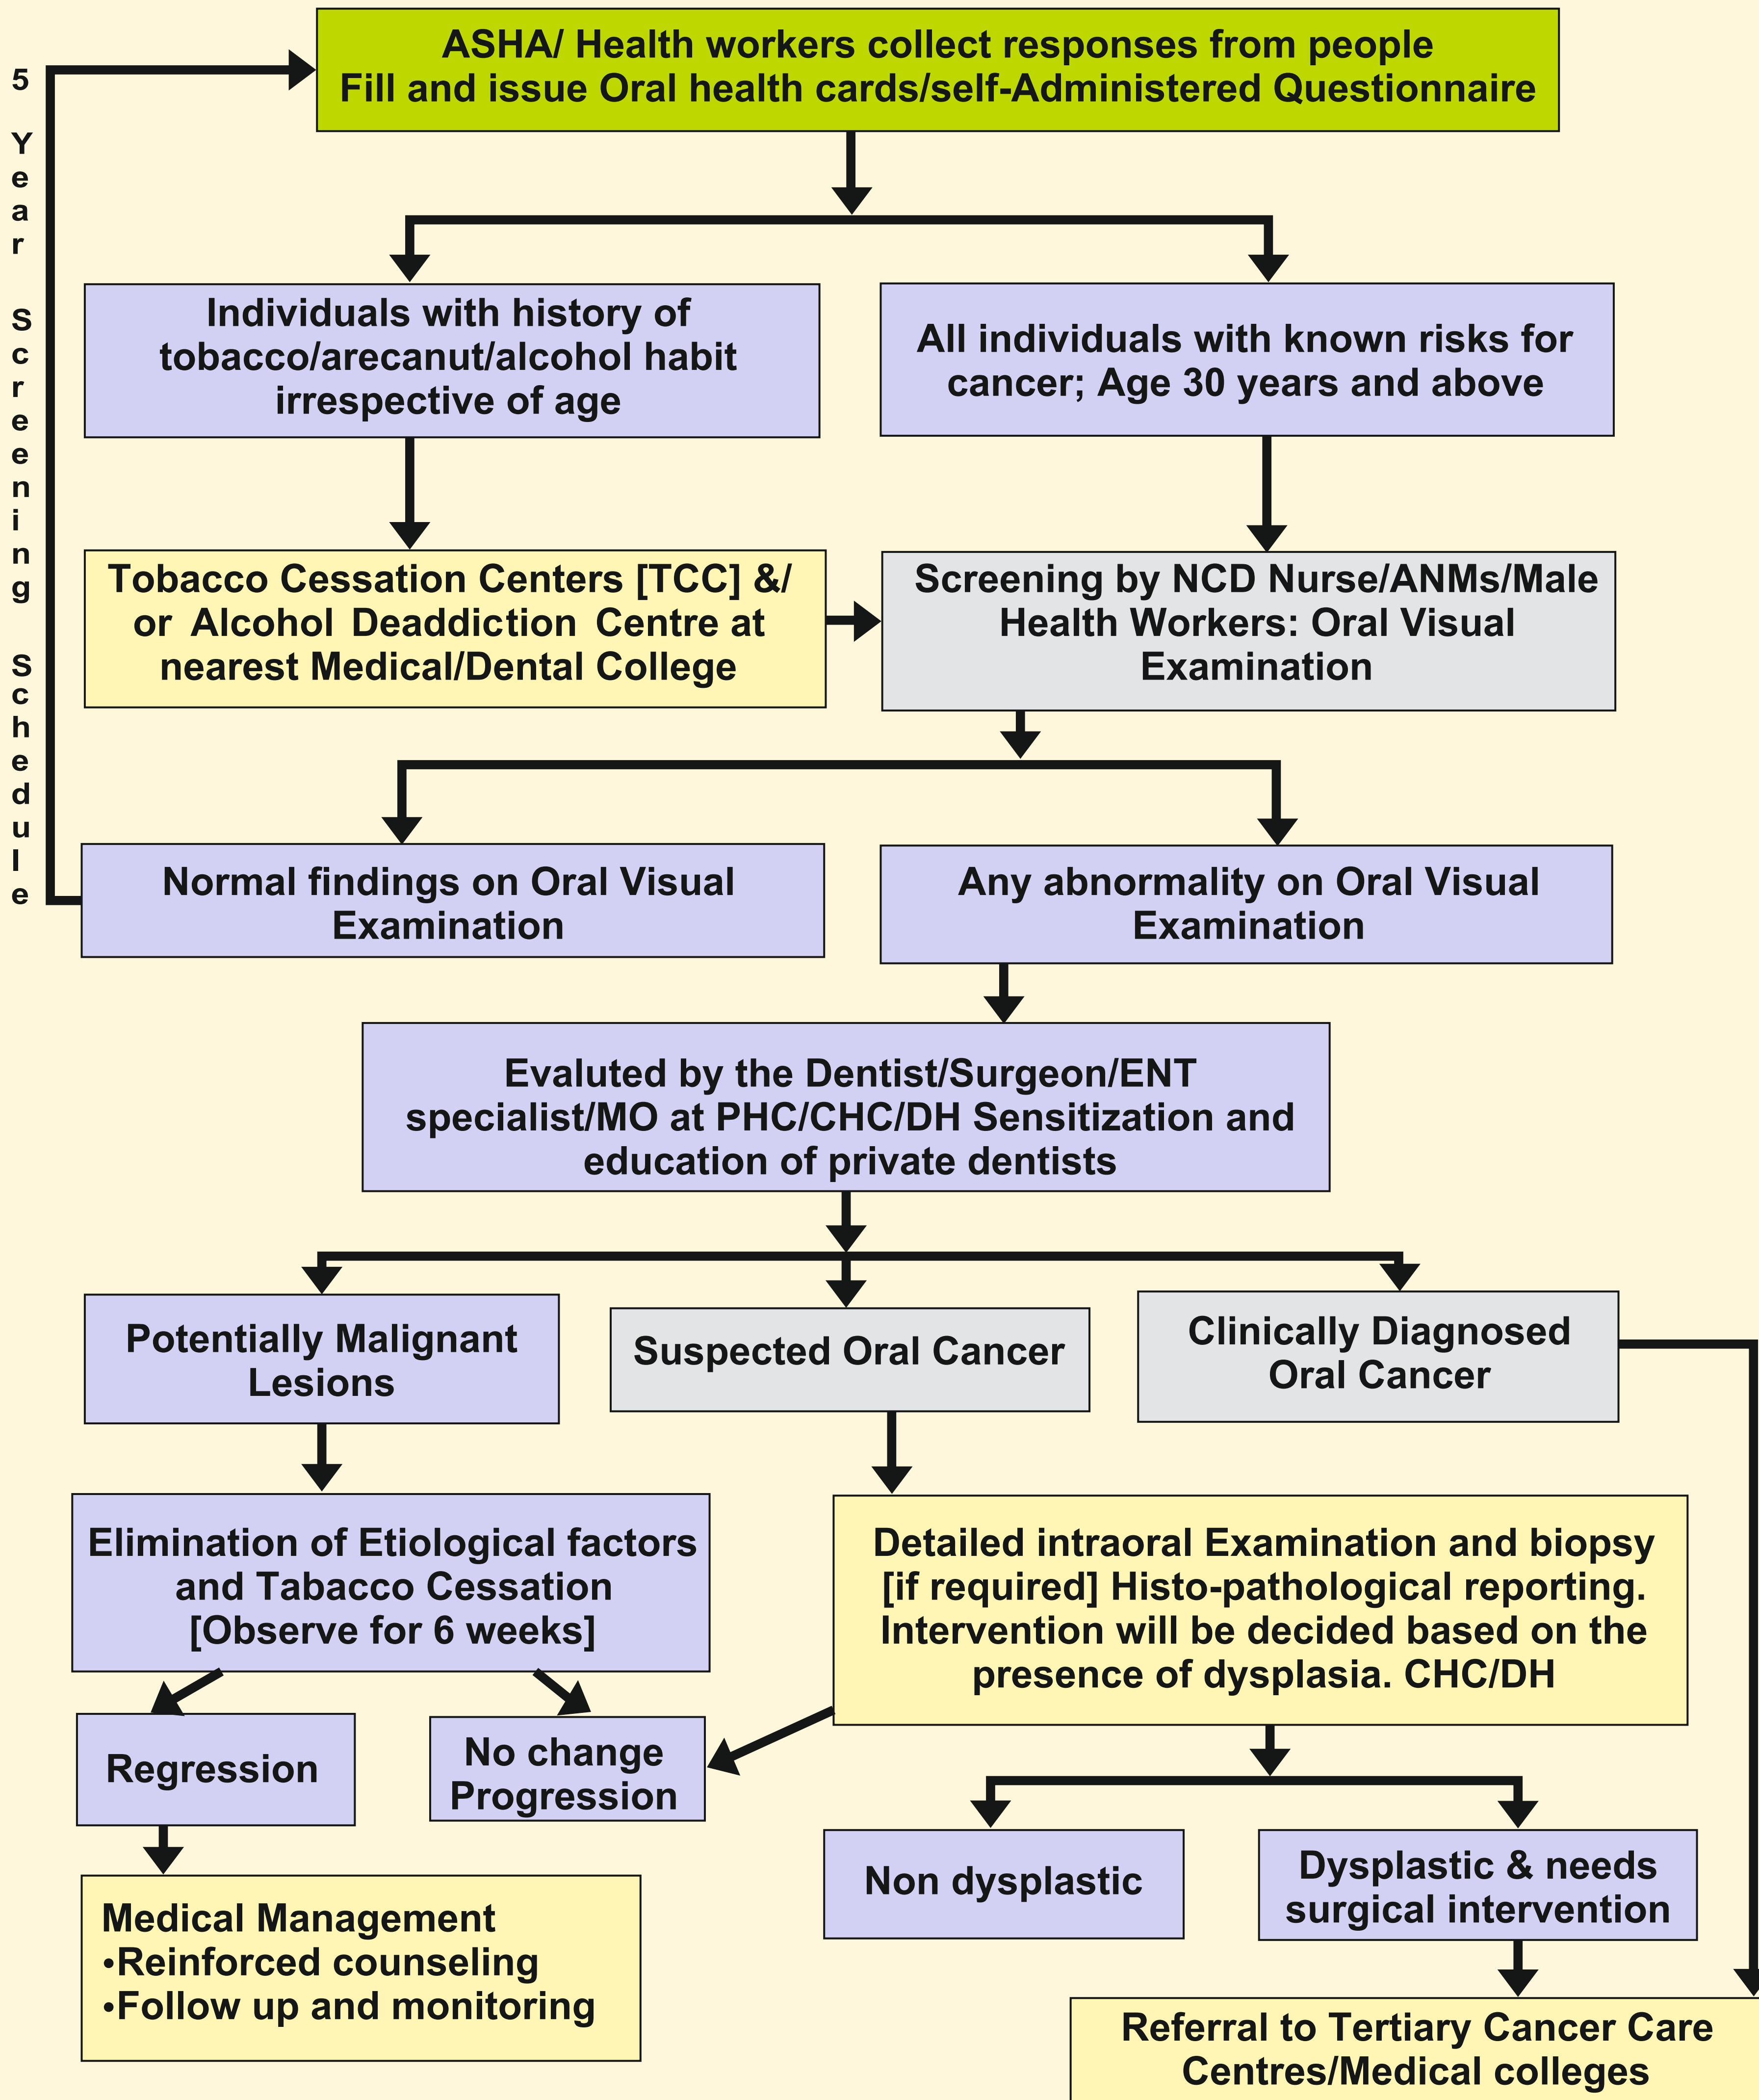 ASHA/ Health workers collect responses from people
Fill and issue Oral health cards/self-Administered Questionnaire
5 Year Screening Schedule
Individuals with history of
tobacco/arecanut/alcohol habit
irrespective of age
All individuals with known risks for
cancer; Age 30 years and above
Tobacco Cessation Centers [TCC] &/
or Alcohol Deaddiction Centre at
nearest Medical/Dental College
Screening by NCD Nurse/ANMs/Male
Health Workers: Oral Visual
Examination
Normal findings on Oral Visual
Examination
Any abnormality on Oral Visual
Examination
Evaluted by the Dentist/Surgeon/ENT
specialist/MO at PHC/CHC/DH Sensitization and
education of private dentists
Potentially Malignant
Lesions
Suspected Oral Cancer
Clinically Diagnosed
Oral Cancer
Elimination of Etiological factors
and Tabacco Cessation
[Observe for 6 weeks]
Detailed intraoral Examination and biopsy
[if required] Histo-pathological reporting.
Intervention will be decided based on the
presence of dysplasia. CHC/DH
Regression
No change
Progression
Non dysplastic
Dysplastic & needs
surgical intervention
Medical Management
•Reinforced counseling
•Follow up and monitoring
Referral to Tertiary Cancer Care
Centres/Medical colleges